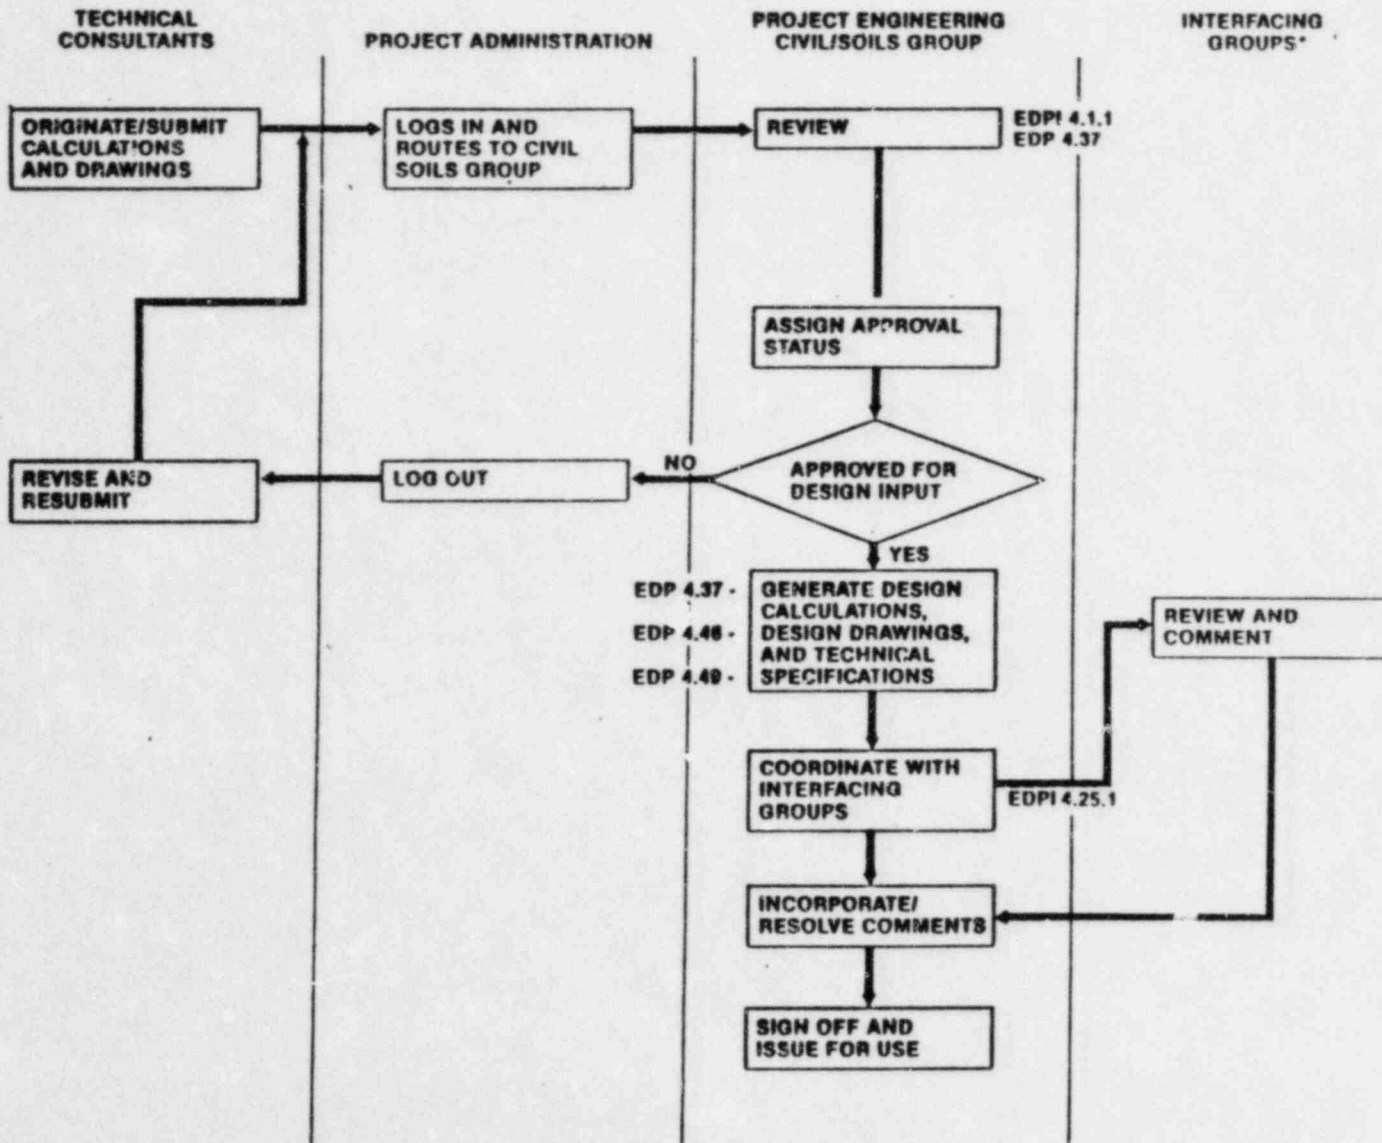 TECHNICAL
CONSULTANTS
PROJECT ADMINISTRATION
PROJECT ENGINEERING
CIVIL/SOILS GROUP
INTERFACING
GROUPS*
ORIGINATE/SUBMIT
CALCULATIONS
AND DRAWINGS
LOGS IN AND
ROUTES TO CIVIL
SOILS GROUP
REVIEW
EDPI 4.1.1
EDP 4.37
ASSIGN APPROVAL
STATUS
APPROVED FOR
DESIGN INPUT
NO
LOG OUT
REVISE AND
RESUBMIT
YES
EDP 4.37 -
EDP 4.46 -
EDP 4.49 -
GENERATE DESIGN
CALCULATIONS,
DESIGN DRAWINGS,
AND TECHNICAL
SPECIFICATIONS
REVIEW AND
COMMENT
COORDINATE WITH
INTERFACING
GROUPS
EDPI 4.25.1
INCORPORATE/
RESOLVE COMMENTS
SIGN OFF AND
ISSUE FOR USE